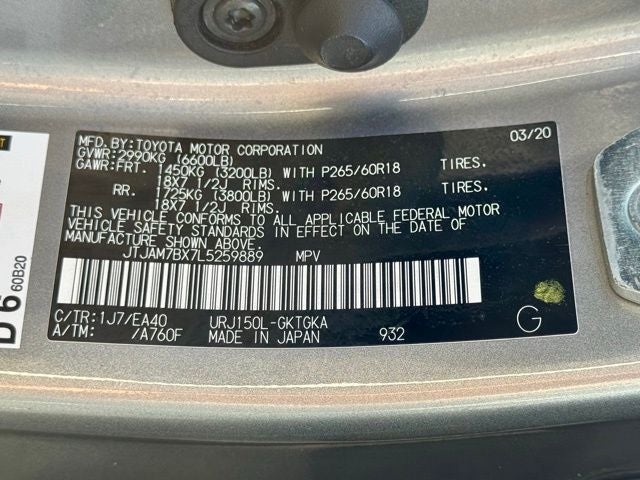 MFD.BY:TOYOTA MOTOR CORPORATION 03/20
GVWR:2990KG (6600LB)
GAWR:FRT. 1450KG (3200LB) WITH P265/60R18 TIRES.
18X7 1/2J RIMS.
RR. 1725KG (3800LB) WITH P265/60R18 TIRES.
18X7 1/2J RIMS.
THIS VEHICLE CONFORMS TO ALL APPLICABLE FEDERAL MOTOR
VEHICLE SAFETY STANDARDS IN EFFECT ON THE DATE OF
MANUFACTURE SHOWN ABOVE.
JTJAM7BX7L5259889 MPV
C/TR:1J7/EA40 URJ150L-GKTGKA
A/TM: /A760F MADE IN JAPAN 932 G
D 6 60B20